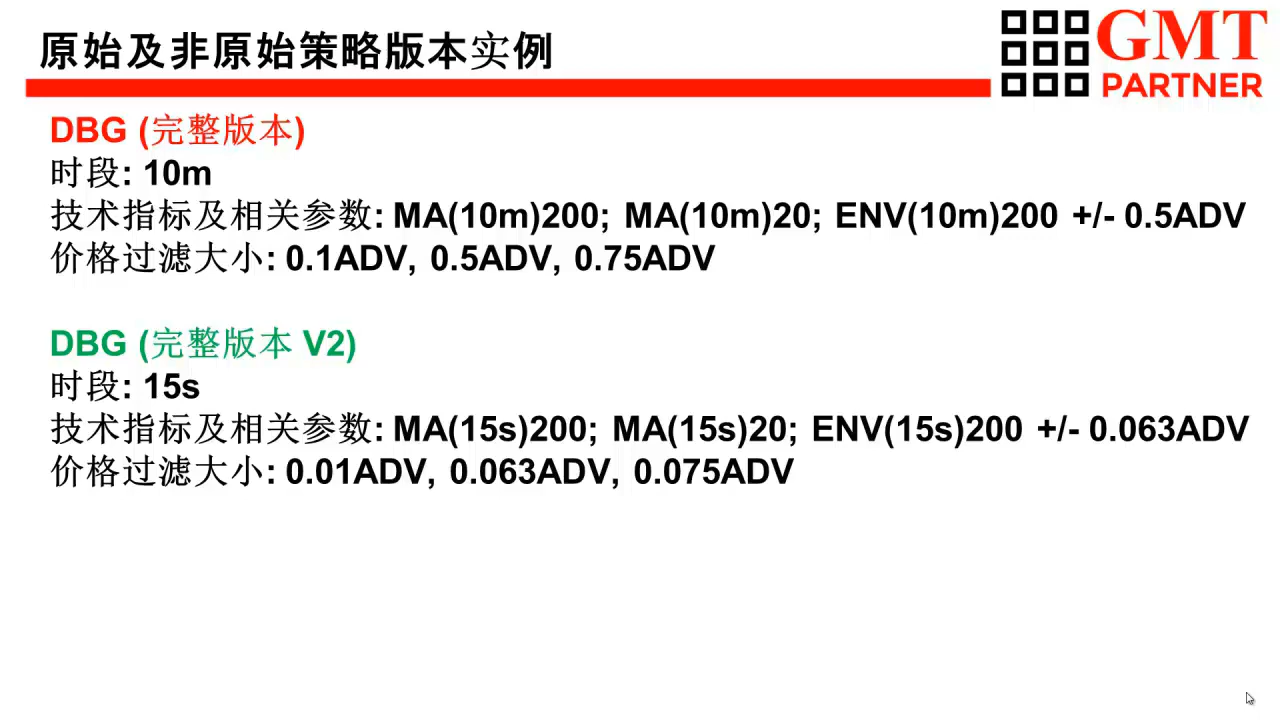 原始及非原始策略版本实例
GMT
PARTNER
DBG (完整版本)
时段: 10m
技术指标及相关参数: MA(10m)200; MA(10m)20; ENV(10m)200 +/- 0.5ADV
价格过滤大小: 0.1ADV, 0.5ADV, 0.75ADV
DBG (完整版本 V2)
时段: 15s
技术指标及相关参数: MA(15s)200; MA(15s)20; ENV(15s)200 +/- 0.063ADV
价格过滤大小: 0.01ADV, 0.063ADV, 0.075ADV